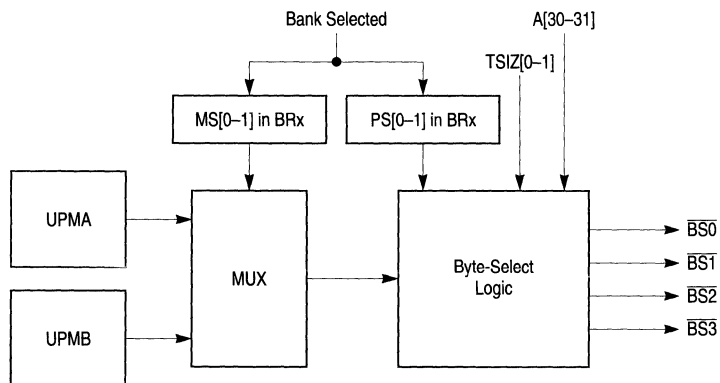 Bank Selected
A[30–31]
TSIZ[0–1]
MS[0–1] in BRx
PS[0–1] in BRx
UPMA
MUX
Byte-Select
Logic
UPMB
BS0
BS1
BS2
BS3